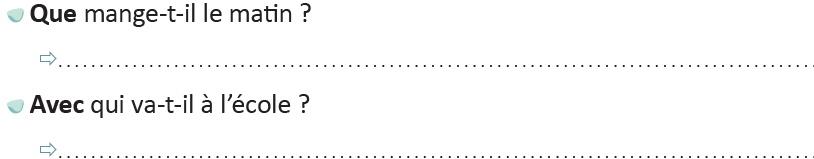 Que mange-t-il le matin ?
⇨..........................................................................................
Avec qui va-t-il à l'école ?
⇨..........................................................................................